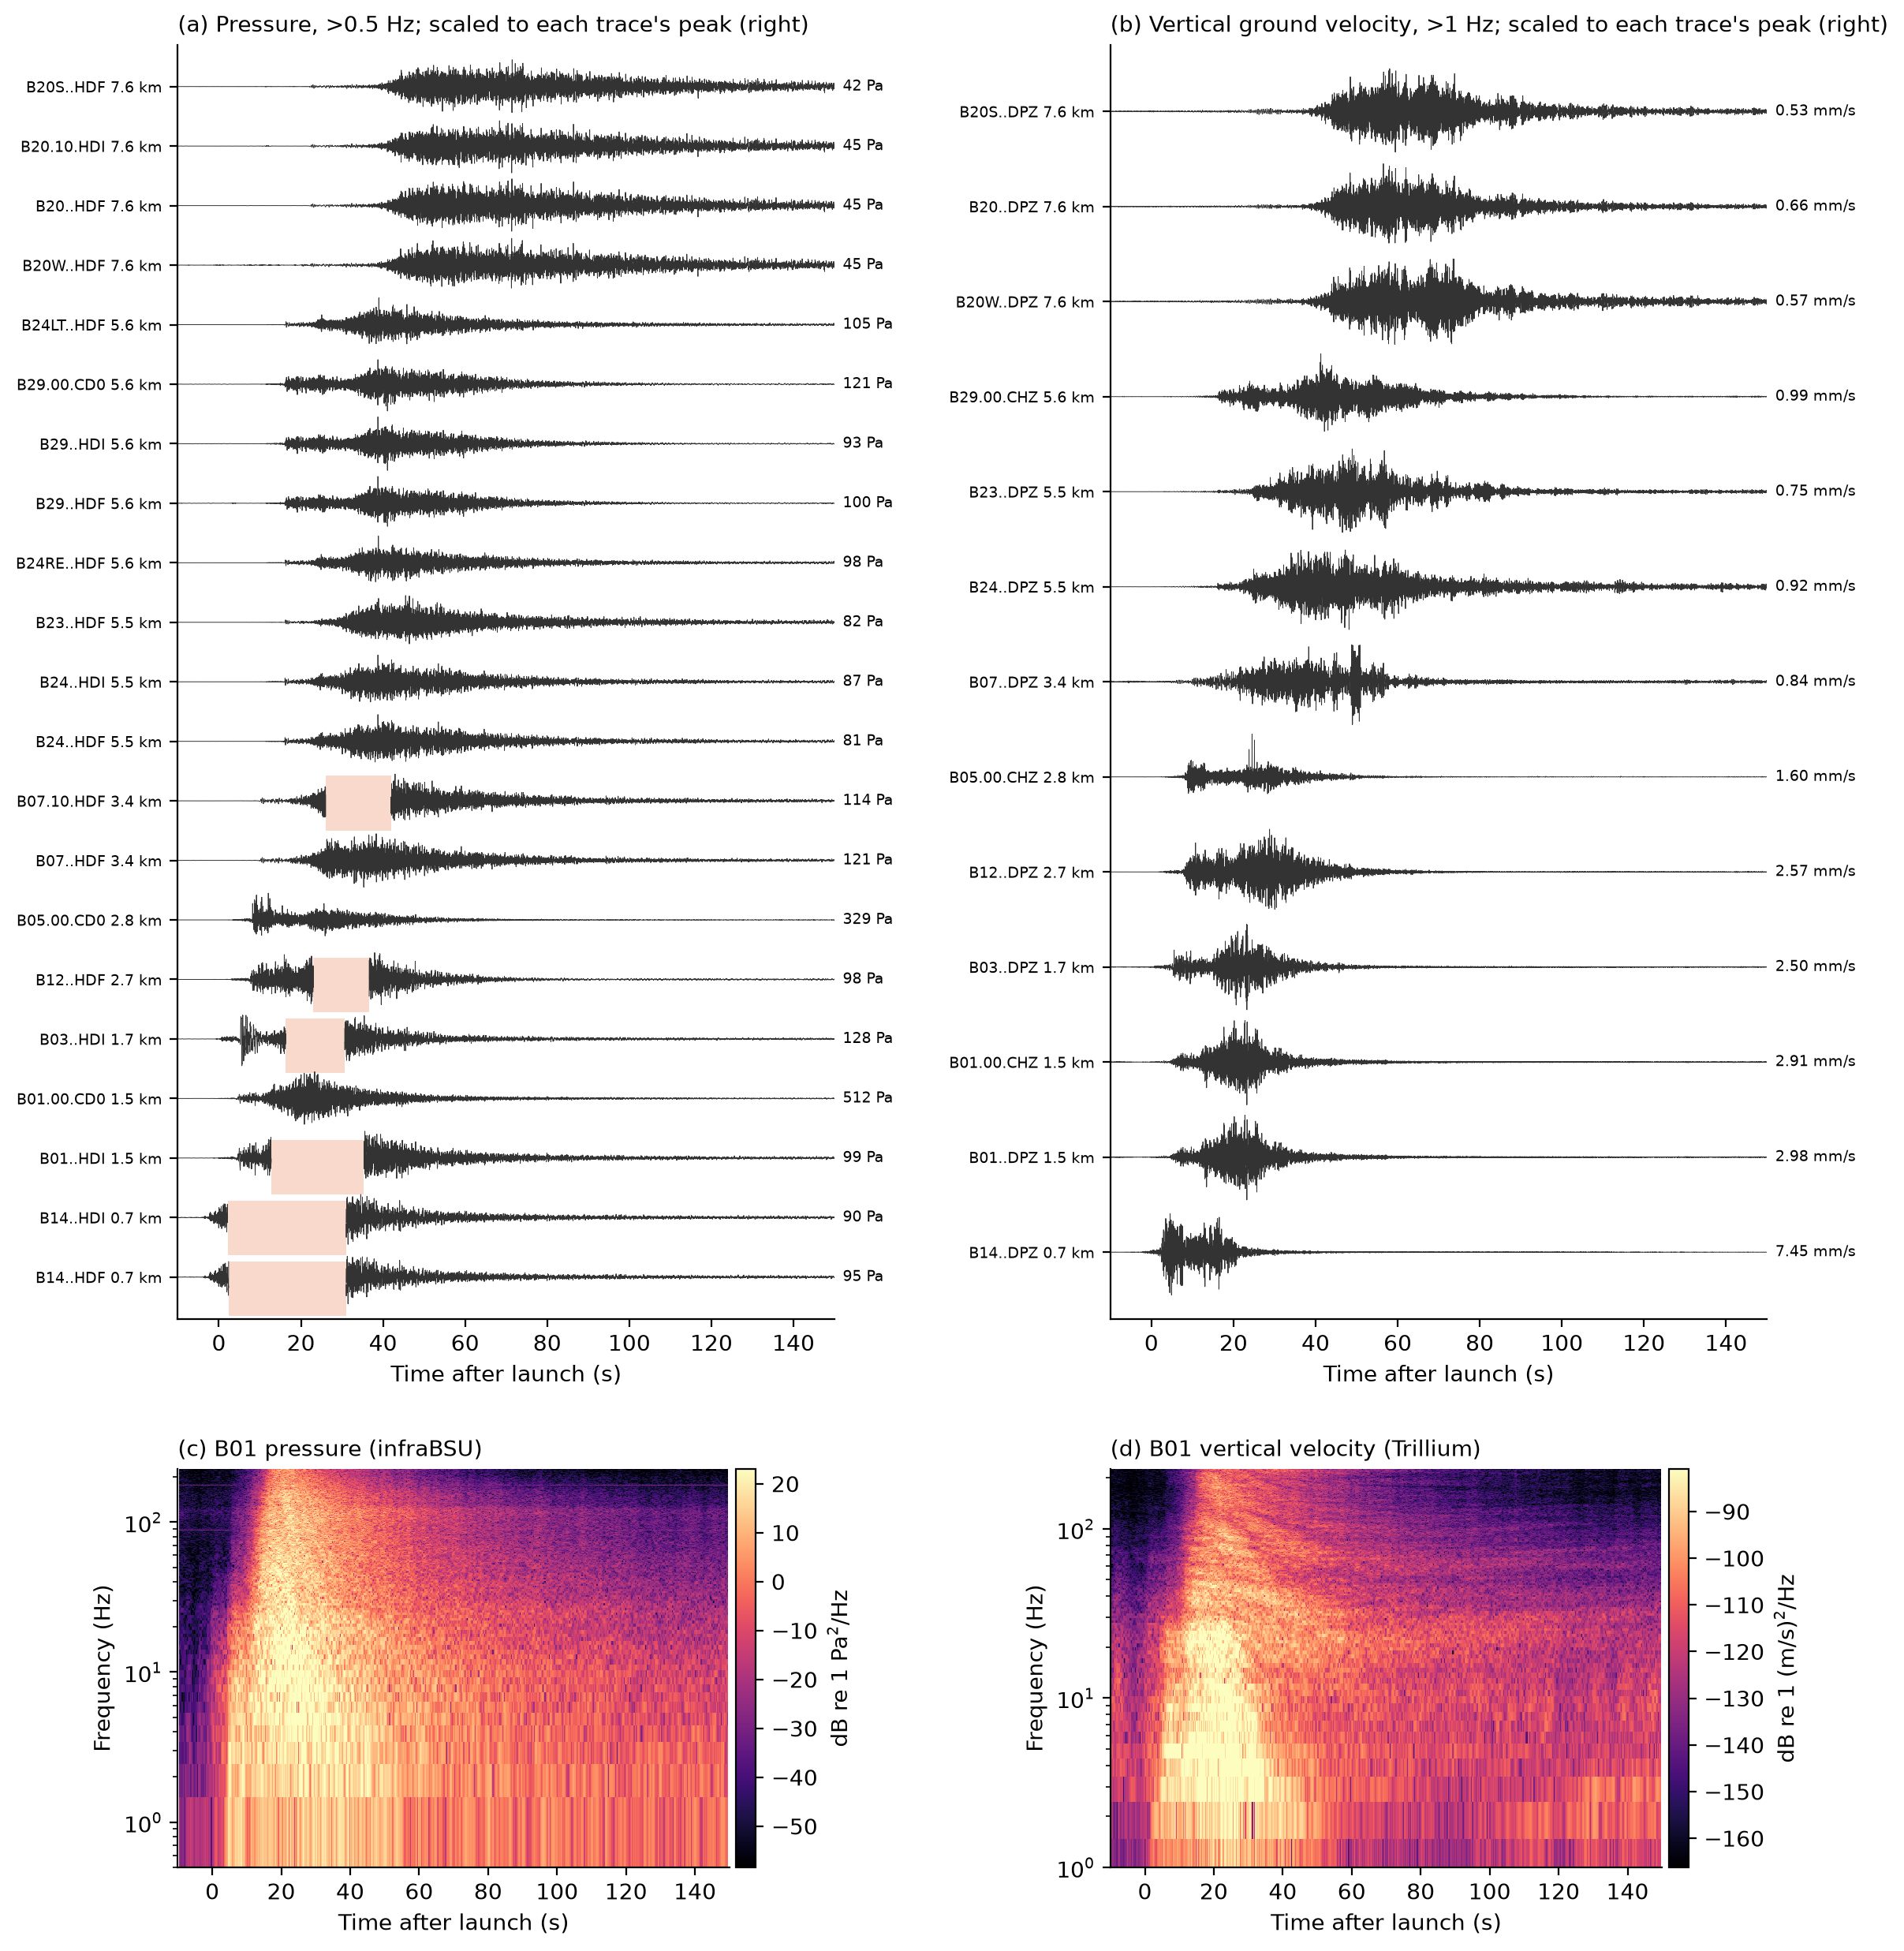 (a) Pressure, >0.5 Hz; scaled to each trace's peak (right)
B20S..HDF 7.6 km 42 Pa
B20.10.HDI 7.6 km 45 Pa
B20..HDF 7.6 km 45 Pa
B20W..HDF 7.6 km 45 Pa
B24LT..HDF 5.6 km 105 Pa
B29.00.CD0 5.6 km 121 Pa
B29..HDI 5.6 km 93 Pa
B29..HDF 5.6 km 100 Pa
B24RE..HDF 5.6 km 98 Pa
B23..HDF 5.5 km 82 Pa
B24..HDI 5.5 km 87 Pa
B24..HDF 5.5 km 81 Pa
B07.10.HDF 3.4 km 114 Pa
B07..HDF 3.4 km 121 Pa
B05.00.CD0 2.8 km 329 Pa
B12..HDF 2.7 km 98 Pa
B03..HDI 1.7 km 128 Pa
B01.00.CD0 1.5 km 512 Pa
B01..HDI 1.5 km 99 Pa
B14..HDI 0.7 km 90 Pa
B14..HDF 0.7 km 95 Pa
0 20 40 60 80 100 120 140
Time after launch (s)
(b) Vertical ground velocity, >1 Hz; scaled to each trace's peak (right)
B20S..DPZ 7.6 km 0.53 mm/s
B20..DPZ 7.6 km 0.66 mm/s
B20W..DPZ 7.6 km 0.57 mm/s
B29.00.CHZ 5.6 km 0.99 mm/s
B23..DPZ 5.5 km 0.75 mm/s
B24..DPZ 5.5 km 0.92 mm/s
B07..DPZ 3.4 km 0.84 mm/s
B05.00.CHZ 2.8 km 1.60 mm/s
B12..DPZ 2.7 km 2.57 mm/s
B03..DPZ 1.7 km 2.50 mm/s
B01.00.CHZ 1.5 km 2.91 mm/s
B01..DPZ 1.5 km 2.98 mm/s
B14..DPZ 0.7 km 7.45 mm/s
0 20 40 60 80 100 120 140
Time after launch (s)
(c) B01 pressure (infraBSU)
Frequency (Hz)
10²
10¹
10⁰
0 20 40 60 80 100 120 140
Time after launch (s)
20
10
0
−10
−20
−30
−40
−50
dB re 1 Pa²/Hz
(d) B01 vertical velocity (Trillium)
Frequency (Hz)
10²
10¹
10⁰
0 20 40 60 80 100 120 140
Time after launch (s)
−90
−100
−110
−120
−130
−140
−150
−160
dB re 1 (m/s)²/Hz